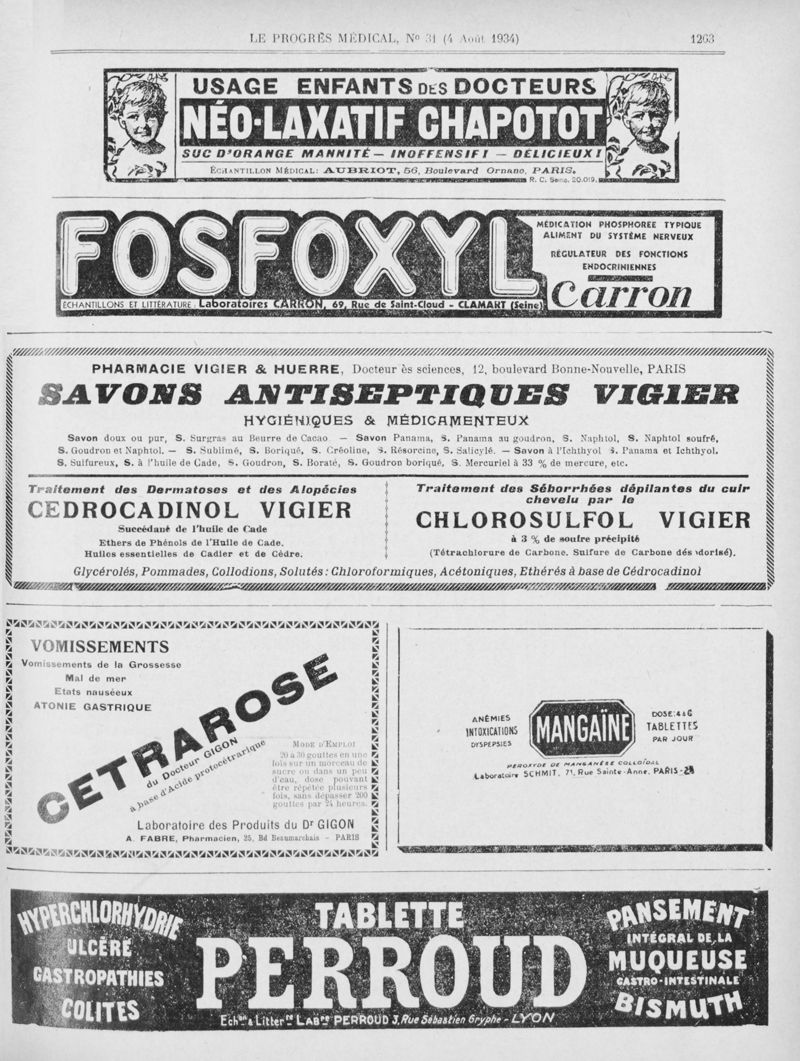 LE PROGRÈS MÉDICAL, No 31 (4 Août 1934) 1263
USAGE ENFANTS DES DOCTEURS
NÉO-LAXATIF CHAPOTOT
SUC D'ORANGE MANNITÉ — INOFFENSIF! — DÉLICIEUX!
ÉCHANTILLON MÉDICAL: AUBRIOT, 56, Boulevard Ornano, PARIS.
R. C. Seine. 20.019.
FOSFOXYL
MÉDICATION PHOSPHORÉE TYPIQUE
ALIMENT DU SYSTÈME NERVEUX
RÉGULATEUR DES FONCTIONS
ENDOCRINIENNES
Carron
ÉCHANTILLONS ET LITTÉRATURE: Laboratoires CARRON, 69, Rue de Saint-Cloud - CLAMART (Seine)
PHARMACIE VIGIER & HUERRE, Docteur ès sciences, 12, boulevard Bonne-Nouvelle, PARIS
SAVONS ANTISEPTIQUES VIGIER
HYGIÉNIQUES & MÉDICAMENTEUX
Savon doux ou pur, S. Surgras au Beurre de Cacao — Savon Panama, S. Panama au goudron, S. Naphtol, S. Naphtol soufré,
S. Goudron et Naphtol. — S. Sublimé, S. Boriqué, S. Créoline, S. Résorcine, S. Salicylé. — Savon à l'Ichthyol S. Panama et Ichthyol,
S. Sulfureux, S. à l'huile de Cade, S. Goudron, S. Boraté, S. Goudron boriqué, S. Mercuriel à 33 % de mercure, etc.
Traitement des Dermatoses et des Alopécies
CEDROCADINOL VIGIER
Succédané de l'huile de Cade
Ethers de Phénols de l'Huile de Cade.
Huiles essentielles de Cadier et de Cèdre.
Traitement des Séborrhées dépilantes du cuir
chevelu par le
CHLOROSULFOL VIGIER
à 3 % de soufre précipité
(Tétrachlorure de Carbone. Sulfure de Carbone désodorisé).
Glycérolés, Pommades, Collodions, Solutés: Chloroformiques, Acétoniques, Ethérés à base de Cédrocadinol
VOMISSEMENTS
Vomissements de la Grossesse
Mal de mer
Etats nauséeux
ATONIE GASTRIQUE
CETRAROSE
du Docteur GIGON
à base d'Acide protocétrarique
MODE D'EMPLOI
20 à 30 gouttes en une
fois sur un morceau de
sucre ou dans un peu
d'eau, dose pouvant
être répétée plusieurs
fois, sans dépasser 200
gouttes par 24 heures.
Laboratoire des Produits du Dr GIGON
A. FABRE, Pharmacien, 25, Bd Beaumarchais - PARIS
ANÉMIES
INTOXICATIONS
DYSPEPSIES
MANGAÏNE
DOSE: 4 à 6
TABLETTES
PAR JOUR
PEROXYDE DE MANGANÈSE COLLOÏDAL
Laboratoire SCHMIT, 71, Rue Sainte-Anne, PARIS-2e
HYPERCHLORHYDRIE
ULCÈRE
GASTROPATHIES
COLITES
TABLETTE
PERROUD
Echon & Litterre LABres PERROUD 3, Rue Sébastien Gryphe - LYON
PANSEMENT
INTÉGRAL DE LA
MUQUEUSE
GASTRO-INTESTINALE
BISMUTH